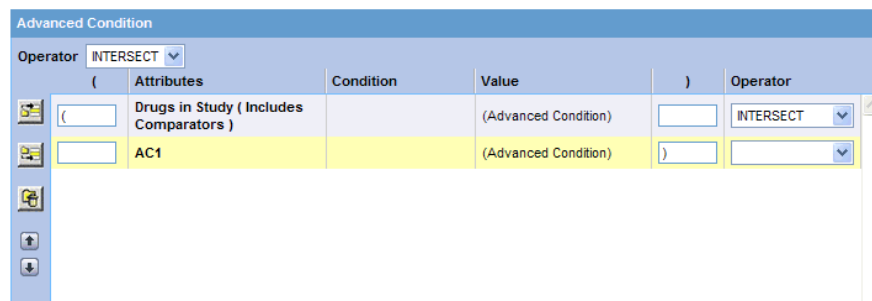 Advanced Condition
Operator INTERSECT
( Attributes Condition Value ) Operator
( Drugs in Study ( Includes Comparators ) (Advanced Condition) INTERSECT
AC1 (Advanced Condition) )